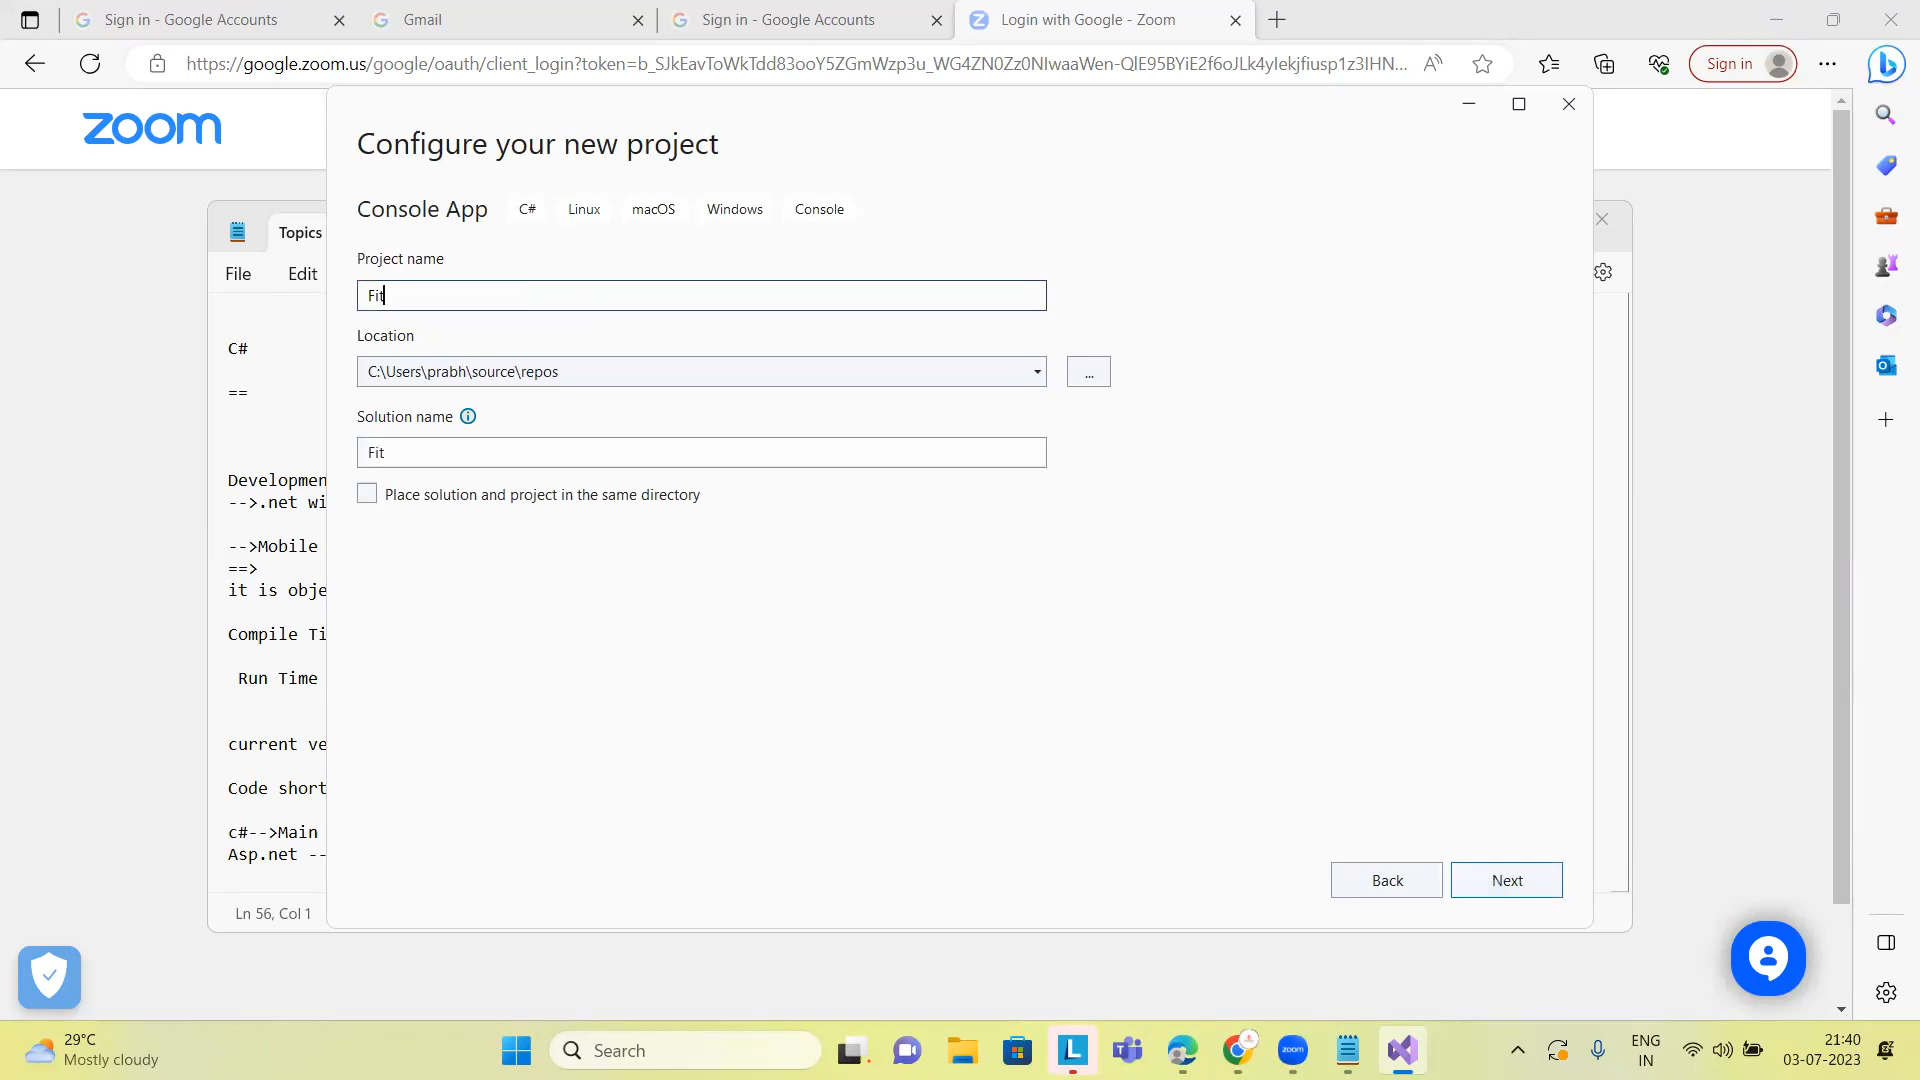 Sign in - Google Accounts
Gmail
Sign in - Google Accounts
Login with Google - Zoom
https://google.zoom.us/google/oauth/client_login?token=b_SJkEavToWkTdd83ooY5ZGmWzp3u_WG4ZN0Zz0NIwaaWen-QlE95BYiE2f6oJLk4yIekjfiusp1z3IHN...
Sign in
zoom
Configure your new project
Console App
C#
Linux
macOS
Windows
Console
Project name
Fit
Location
C:\Users\prabh\source\repos
...
Solution name
Fit
Place solution and project in the same directory
Back
Next
Topics
File
Edit
C#
==
Developmen
-->.net wi
-->Mobile
==>
it is obje
Compile Ti
Run Time
current ve
Code short
c#-->Main
Asp.net --
Ln 56, Col 1
29°C
Mostly cloudy
Search
zoom
ENG
IN
21:40
03-07-2023